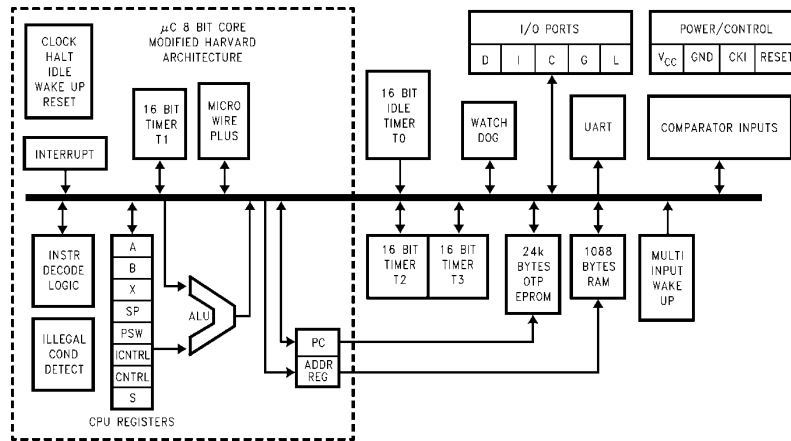 μC 8 BIT CORE
MODIFIED HARVARD
ARCHITECTURE
CLOCK
HALT
IDLE
WAKE UP
RESET
INTERRUPT
16 BIT
TIMER
T1
MICRO
WIRE
PLUS
I/O PORTS
D I C G L
POWER/CONTROL
VCC GND CKI RESET
16 BIT
IDLE
TIMER
T0
WATCH
DOG
UART
COMPARATOR INPUTS
INSTR
DECODE
LOGIC
ILLEGAL
COND
DETECT
A
B
X
SP
PSW
ICNTRL
CNTRL
S
CPU REGISTERS
ALU
PC
ADDR
REG
16 BIT
TIMER
T2
16 BIT
TIMER
T3
24k
BYTES
OTP
EPROM
1088
BYTES
RAM
MULTI
INPUT
WAKE
UP